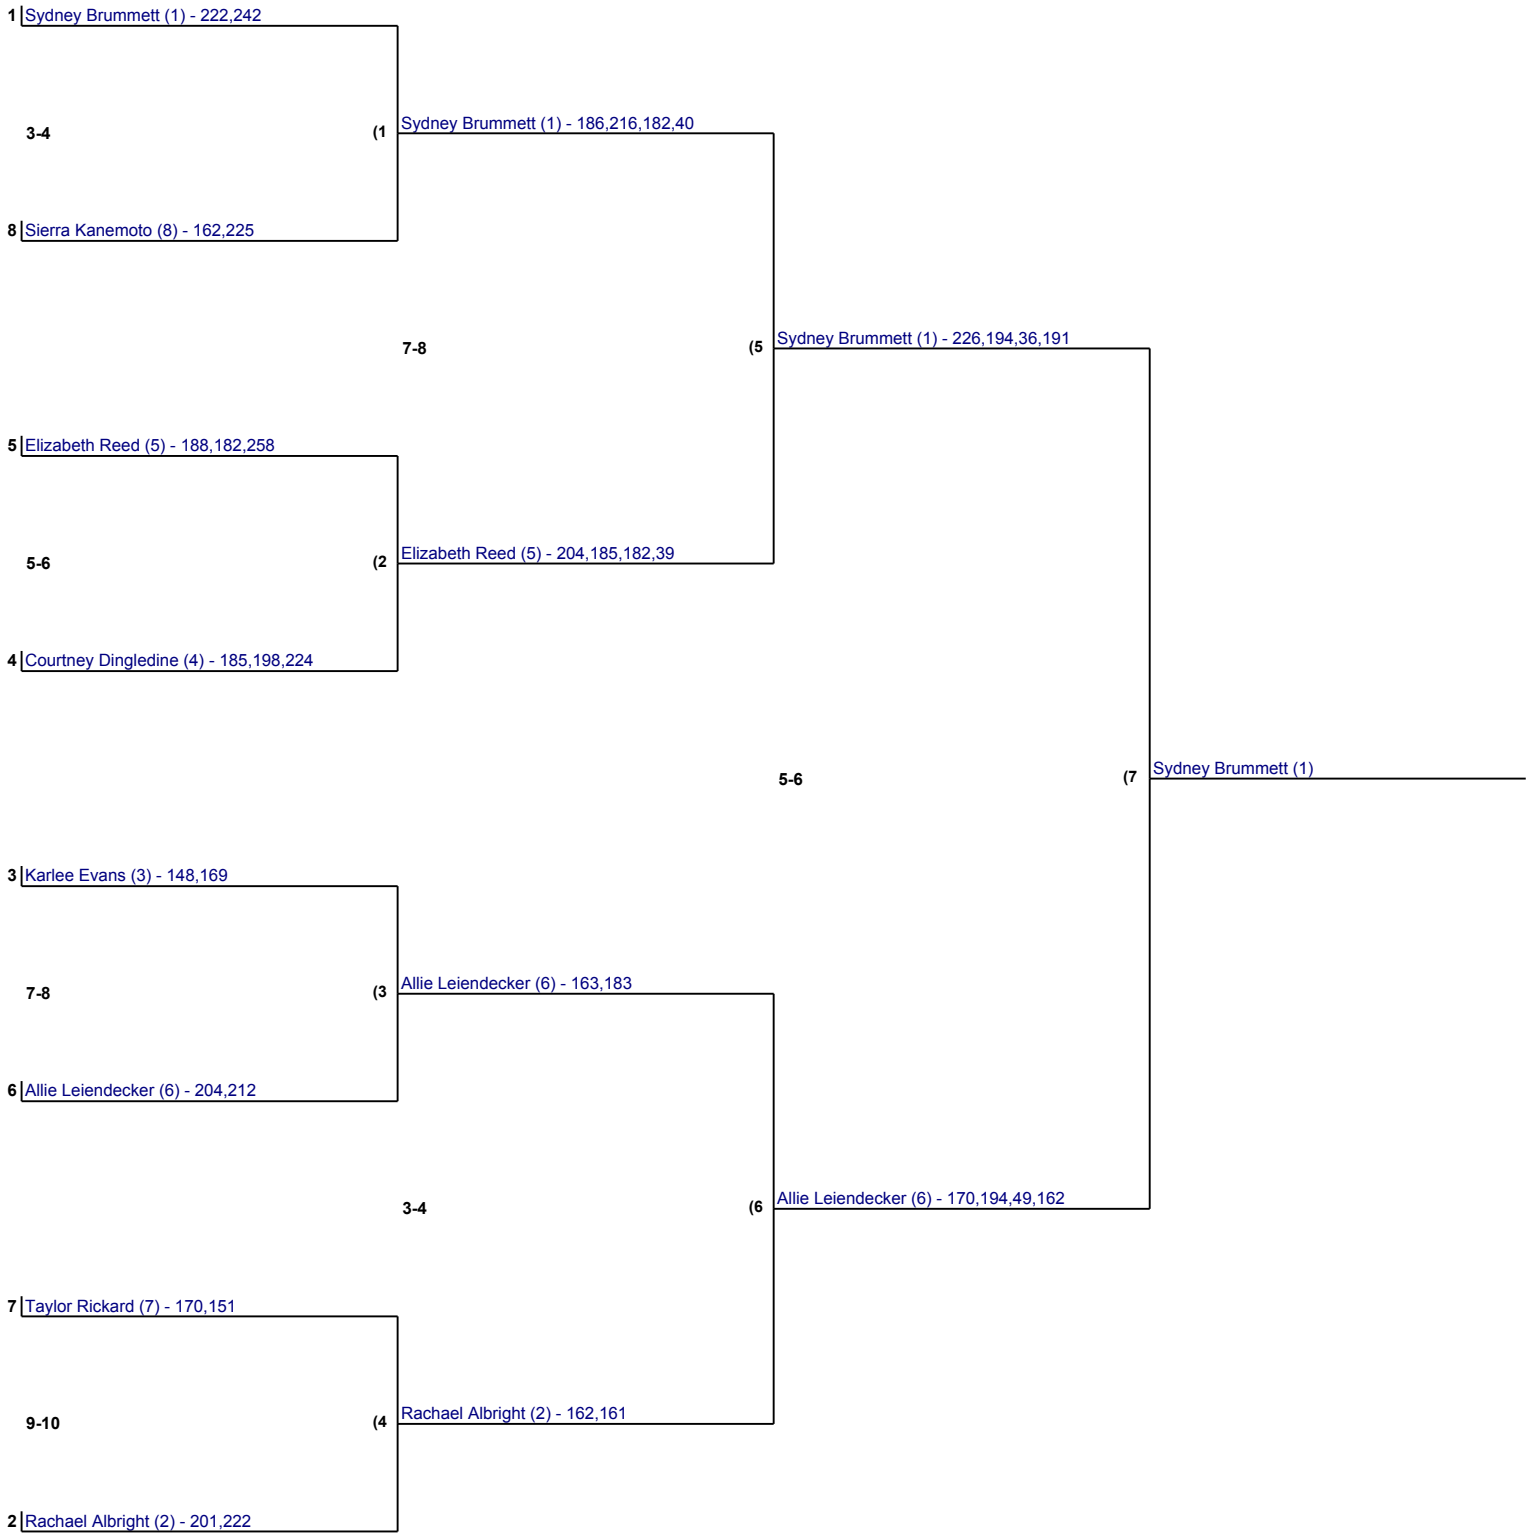 1 Sydney Brummett (1) - 222,242
3-4
(1
Sydney Brummett (1) - 186,216,182,40
8 Sierra Kanemoto (8) - 162,225
7-8
(5
Sydney Brummett (1) - 226,194,36,191
5 Elizabeth Reed (5) - 188,182,258
5-6
(2
Elizabeth Reed (5) - 204,185,182,39
4 Courtney Dingledine (4) - 185,198,224
5-6
(7
Sydney Brummett (1)
3 Karlee Evans (3) - 148,169
7-8
(3
Allie Leiendecker (6) - 163,183
6 Allie Leiendecker (6) - 204,212
3-4
(6
Allie Leiendecker (6) - 170,194,49,162
7 Taylor Rickard (7) - 170,151
9-10
(4
Rachael Albright (2) - 162,161
2 Rachael Albright (2) - 201,222